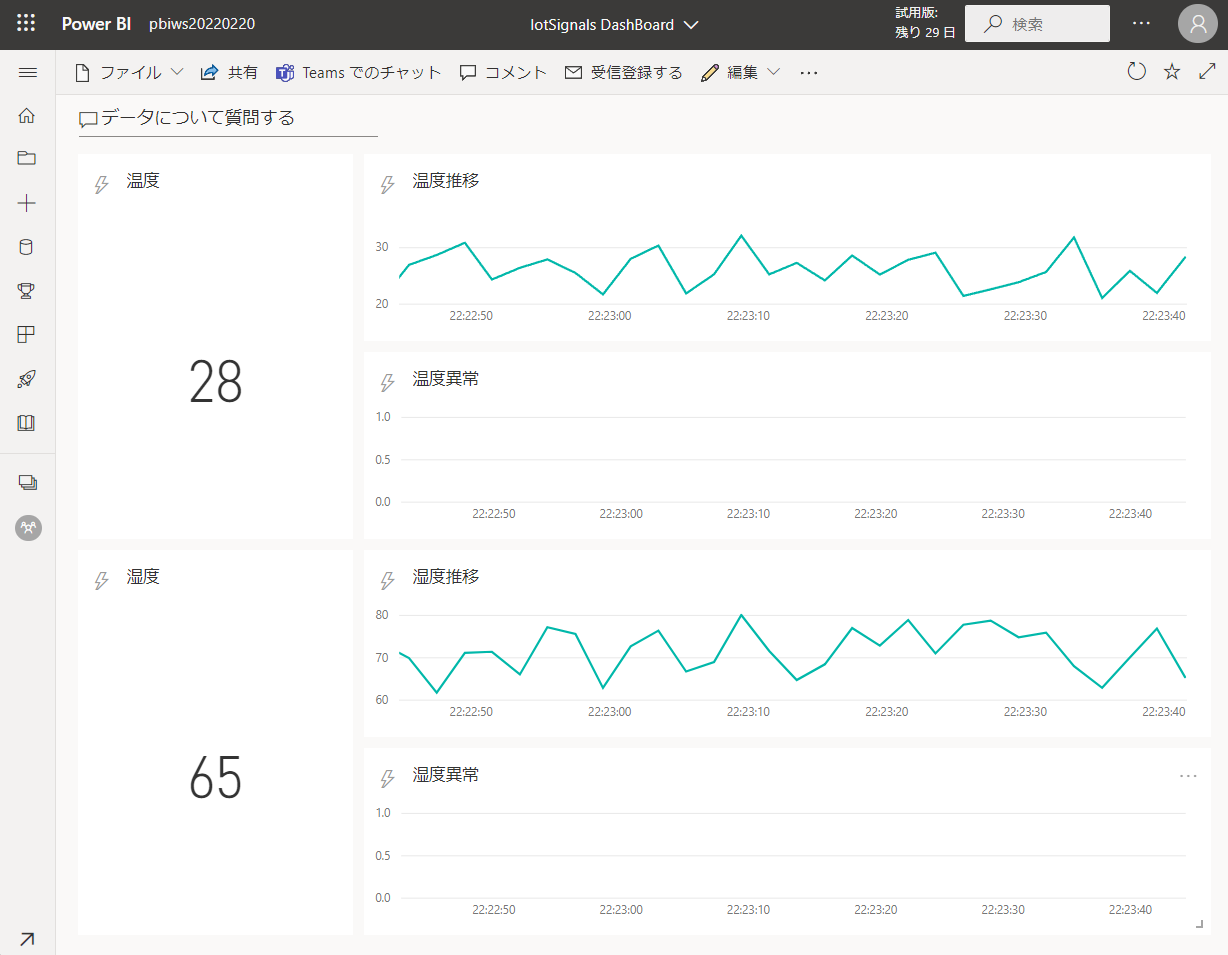 Power BI pbiws20220220
IotSignals DashBoard
試用版:
残り 29 日
検索
ファイル 共有 Teams でのチャット コメント 受信登録する 編集
データについて質問する
温度
28
温度推移
30
20
22:22:50 22:23:00 22:23:10 22:23:20 22:23:30 22:23:40
温度異常
1.0
0.5
0.0
22:22:50 22:23:00 22:23:10 22:23:20 22:23:30 22:23:40
湿度
65
湿度推移
80
70
60
22:22:50 22:23:00 22:23:10 22:23:20 22:23:30 22:23:40
湿度異常
1.0
0.5
0.0
22:22:50 22:23:00 22:23:10 22:23:20 22:23:30 22:23:40